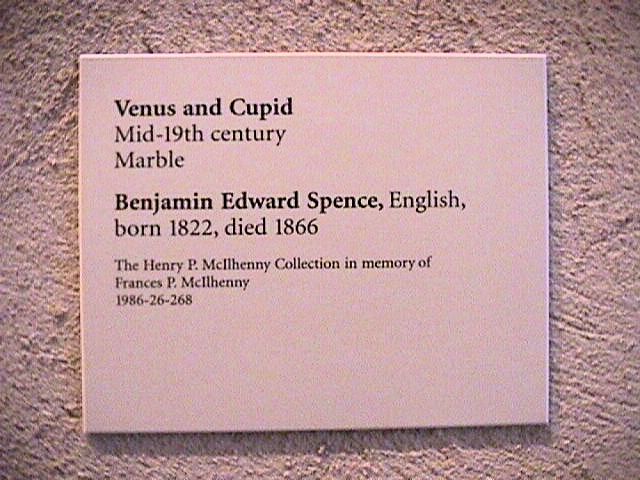 Venus and Cupid
Mid-19th century
Marble
Benjamin Edward Spence, English,
born 1822, died 1866
The Henry P. McIlhenny Collection in memory of
Frances P. McIlhenny
1986-26-268